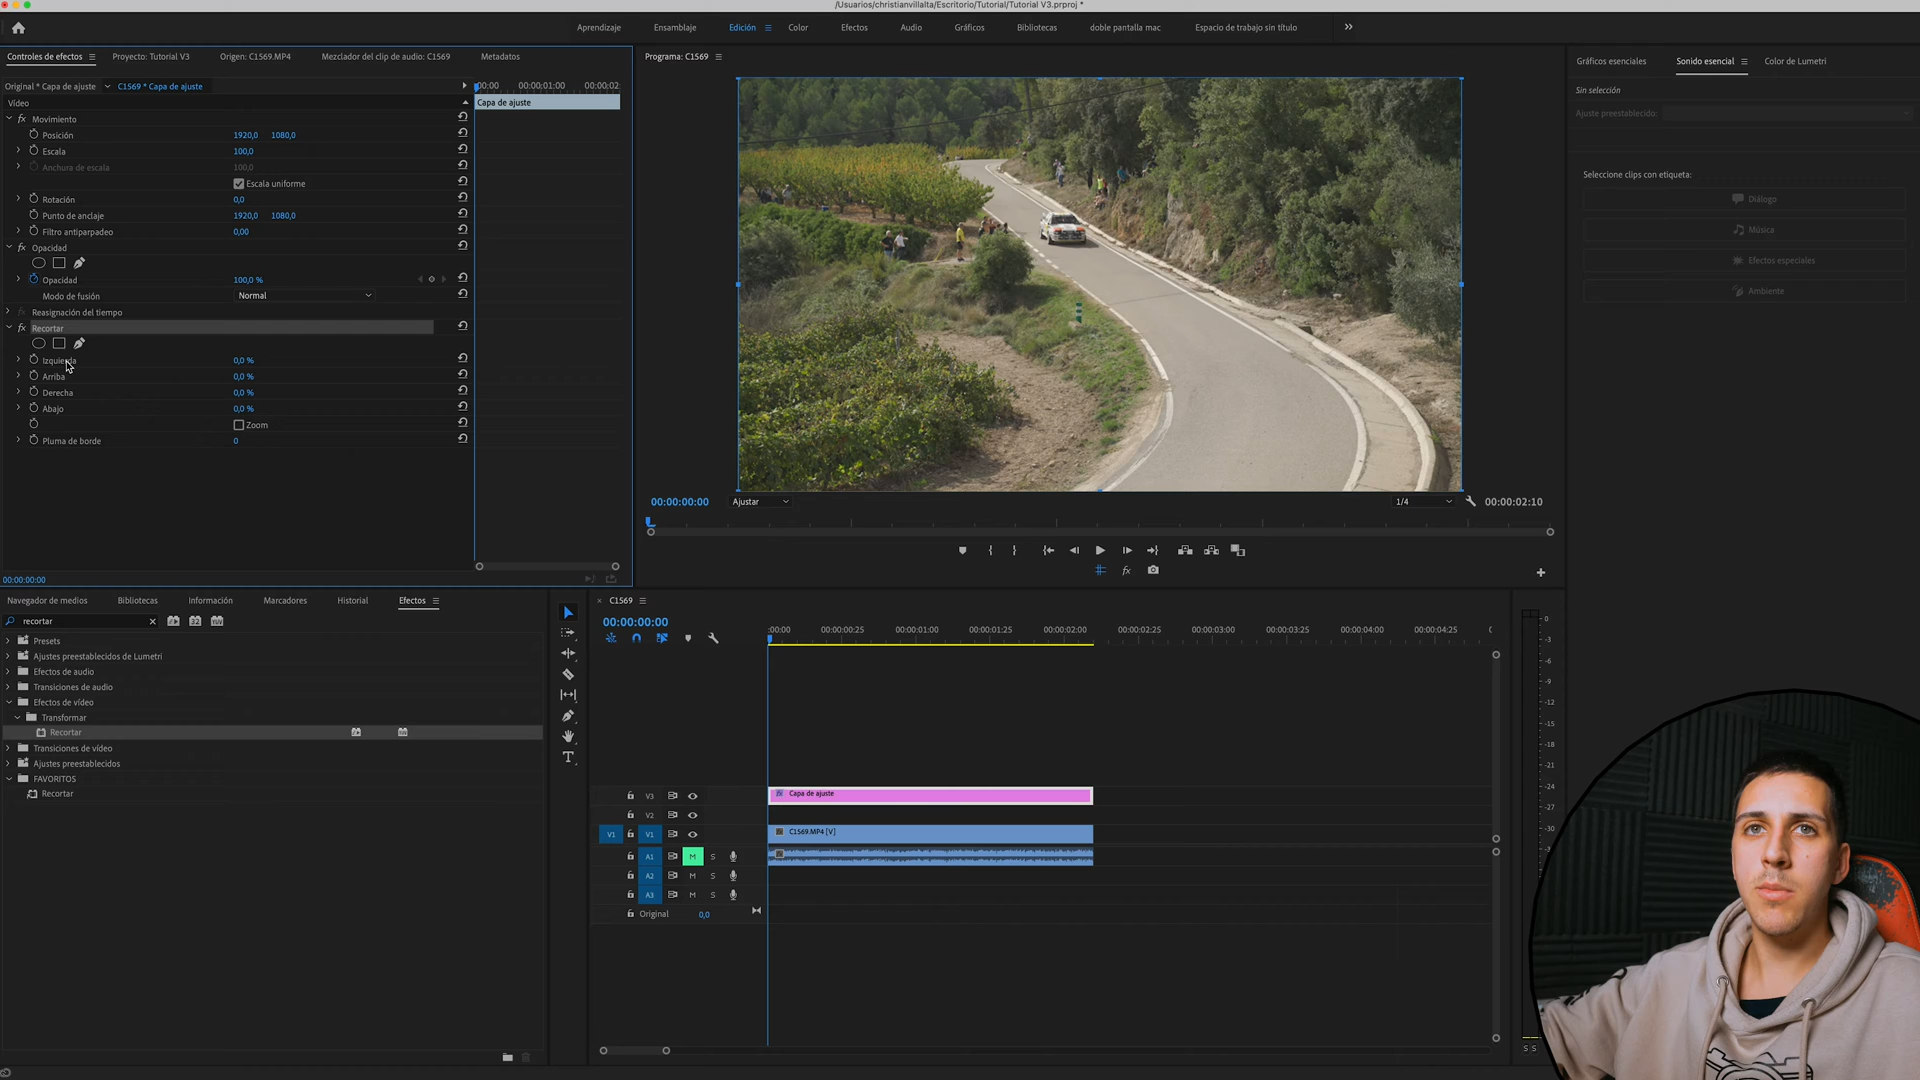 /Usuarios/christianvillalta/Escritorio/Tutorial/Tutorial V3.prproj *
Aprendizaje Ensamblaje Edición Color Efectos Audio Gráficos Bibliotecas doble pantalla mac Espacio de trabajo sin título
Controles de efectos Proyecto: Tutorial V3 Origen: C1569.MP4 Mezclador del clip de audio: C1569 Metadatos
Programa: C1569
Gráficos esenciales Sonido esencial Color de Lumetri
Original * Capa de ajuste C1569 * Capa de ajuste :00:00 00:00:01:00 00:00:02
Sin selección
Vídeo Capa de ajuste
Ajuste preestablecido:
fx Movimiento
Posición 1920,0 1080,0
Escala 100,0
Anchura de escala 100,0
Seleccione clips con etiqueta:
Escala uniforme
Rotación 0,0
Diálogo
Punto de anclaje 1920,0 1080,0
Filtro antiparpadeo 0,00
Música
fx Opacidad
Efectos especiales
Opacidad 100,0 %
Ambiente
Modo de fusión Normal
fx Reasignación del tiempo
fx Recortar
Izquierda 0,0 %
Arriba 0,0 %
Derecha 0,0 %
Abajo 0,0 %
Zoom
Pluma de borde 0
00:00:00:00 Ajustar 1/4 00:00:02:10
fx
00:00:00:00
Navegador de medios Bibliotecas Información Marcadores Historial Efectos
× C1569
recortar
00:00:00:00
:00:00 00:00:00:25 00:00:01:00 00:00:01:25 00:00:02:00 00:00:02:25 00:00:03:00 00:00:03:25 00:00:04:00 00:00:04:25
Presets
Ajustes preestablecidos de Lumetri
Efectos de audio
Transiciones de audio
Efectos de vídeo
Transformar
Recortar
Transiciones de vídeo
Ajustes preestablecidos
FAVORITOS
Recortar
V3 Capa de ajuste
V2
V1 V1 C1569.MP4 [V]
A1 M S
A2 M S
A3 M S
Original 0,0
0
-3
-6
-9
-12
-15
-18
-21
-24
-27
-30
-33
S S